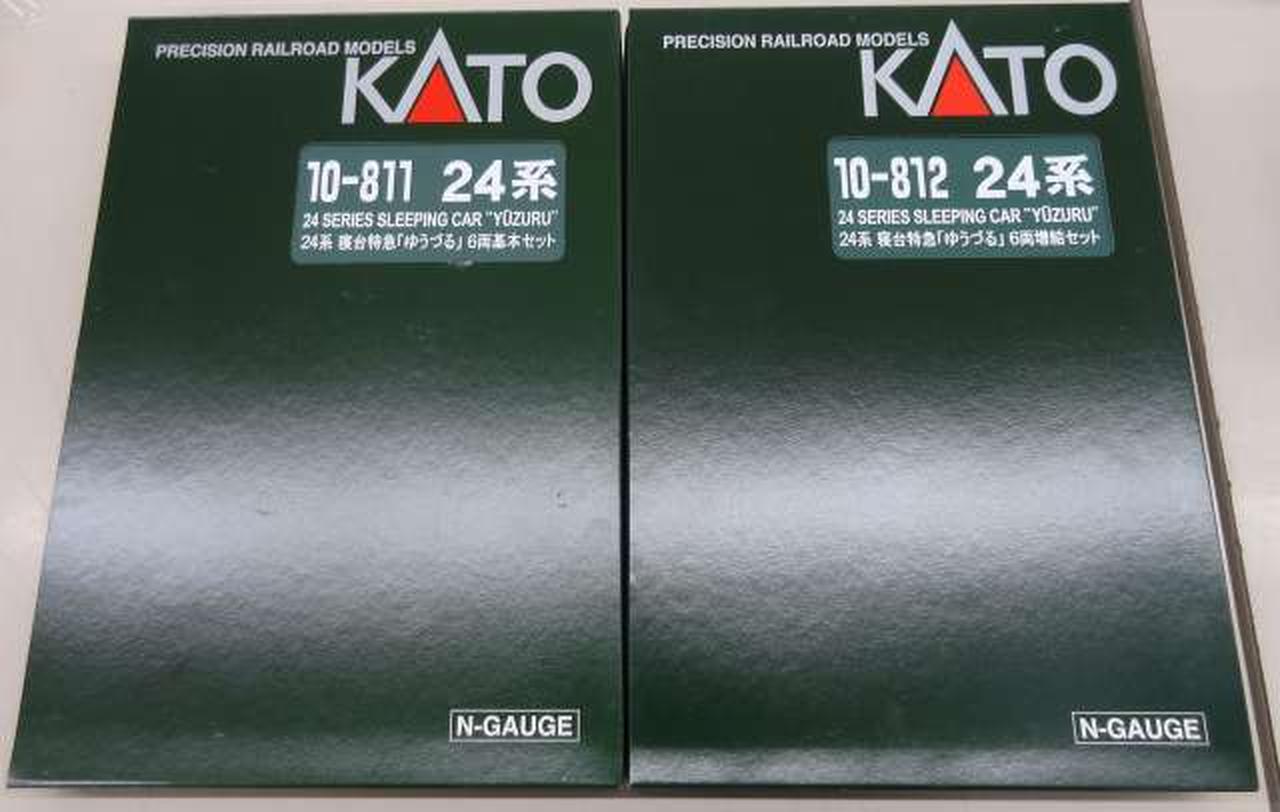 PRECISION RAILROAD MODELS
KATO
10-811 24系
24 SERIES SLEEPING CAR "YŪZURU"
24系 寝台特急「ゆうづる」 6両基本セット
N-GAUGE
PRECISION RAILROAD MODELS
KATO
10-812 24系
24 SERIES SLEEPING CAR "YŪZURU"
24系 寝台特急「ゆうづる」 6両増結セット
N-GAUGE